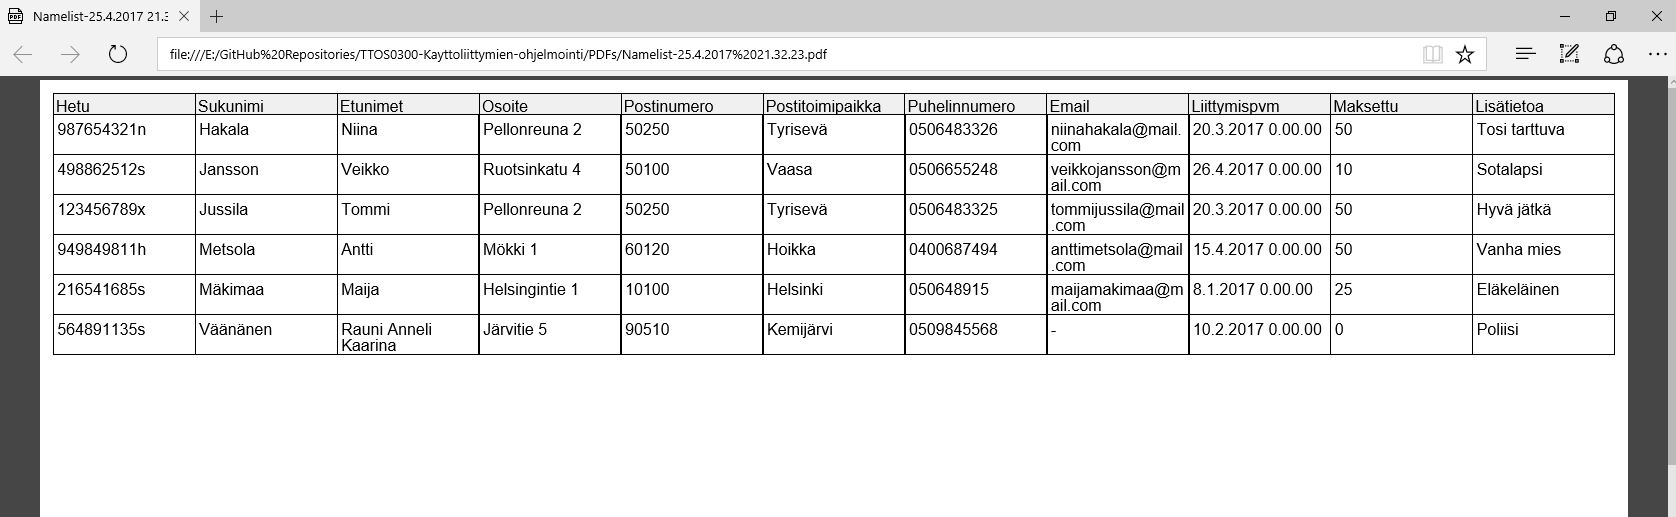 Namelist-25.4.2017 21.3
file:///E:/GitHub%20Repositories/TTOS0300-Kayttoliittymien-ohjelmointi/PDFs/Namelist-25.4.2017%2021.32.23.pdf
Hetu Sukunimi Etunimet Osoite Postinumero Postitoimipaikka Puhelinnumero Email Liittymispvm Maksettu Lisätietoa
987654321n Hakala Niina Pellonreuna 2 50250 Tyrisevä 0506483326 niinahakala@mail. 20.3.2017 0.00.00 50 Tosi tarttuva
com
498862512s Jansson Veikko Ruotsinkatu 4 50100 Vaasa 0506655248 veikkojansson@m 26.4.2017 0.00.00 10 Sotalapsi
ail.com
123456789x Jussila Tommi Pellonreuna 2 50250 Tyrisevä 0506483325 tommijussila@mail 20.3.2017 0.00.00 50 Hyvä jätkä
.com
949849811h Metsola Antti Mökki 1 60120 Hoikka 0400687494 anttimetsola@mail 15.4.2017 0.00.00 50 Vanha mies
.com
216541685s Mäkimaa Maija Helsingintie 1 10100 Helsinki 050648915 maijamakimaa@m 8.1.2017 0.00.00 25 Eläkeläinen
ail.com
564891135s Väänänen Rauni Anneli Järvitie 5 90510 Kemijärvi 0509845568 - 10.2.2017 0.00.00 0 Poliisi
Kaarina